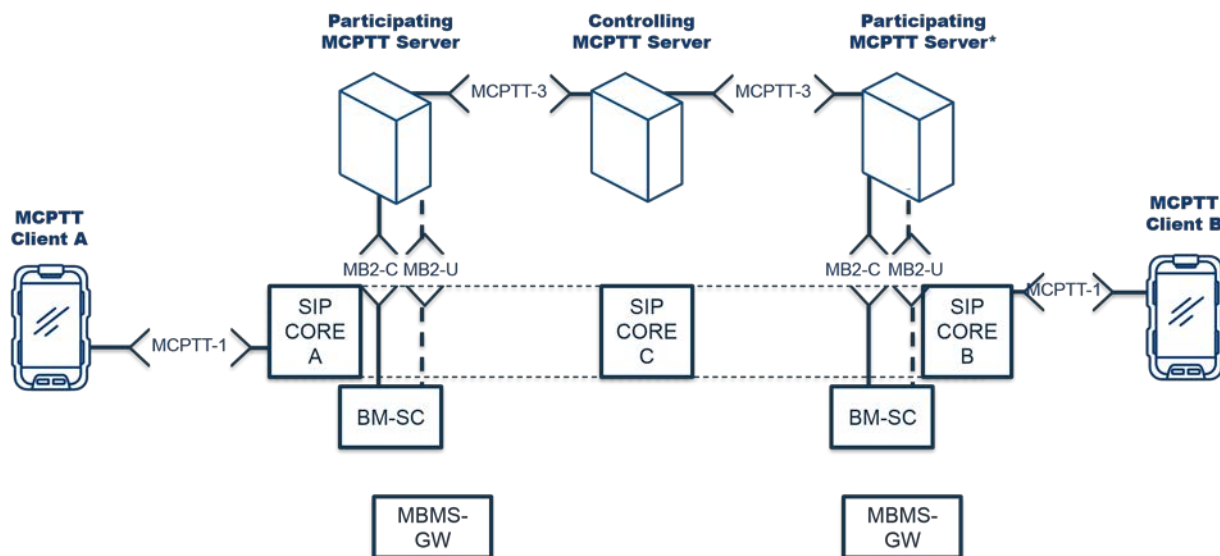 Participating
MCPTT Server
Controlling
MCPTT Server
Participating
MCPTT Server*
MCPTT-3
MCPTT-3
MCPTT
Client A
MCPTT
Client B
MB2-C
MB2-U
MB2-C
MB2-U
MCPTT-1
SIP
CORE
A
SIP
CORE
C
SIP
CORE
B
MCPTT-1
BM-SC
BM-SC
MBMS-
GW
MBMS-
GW